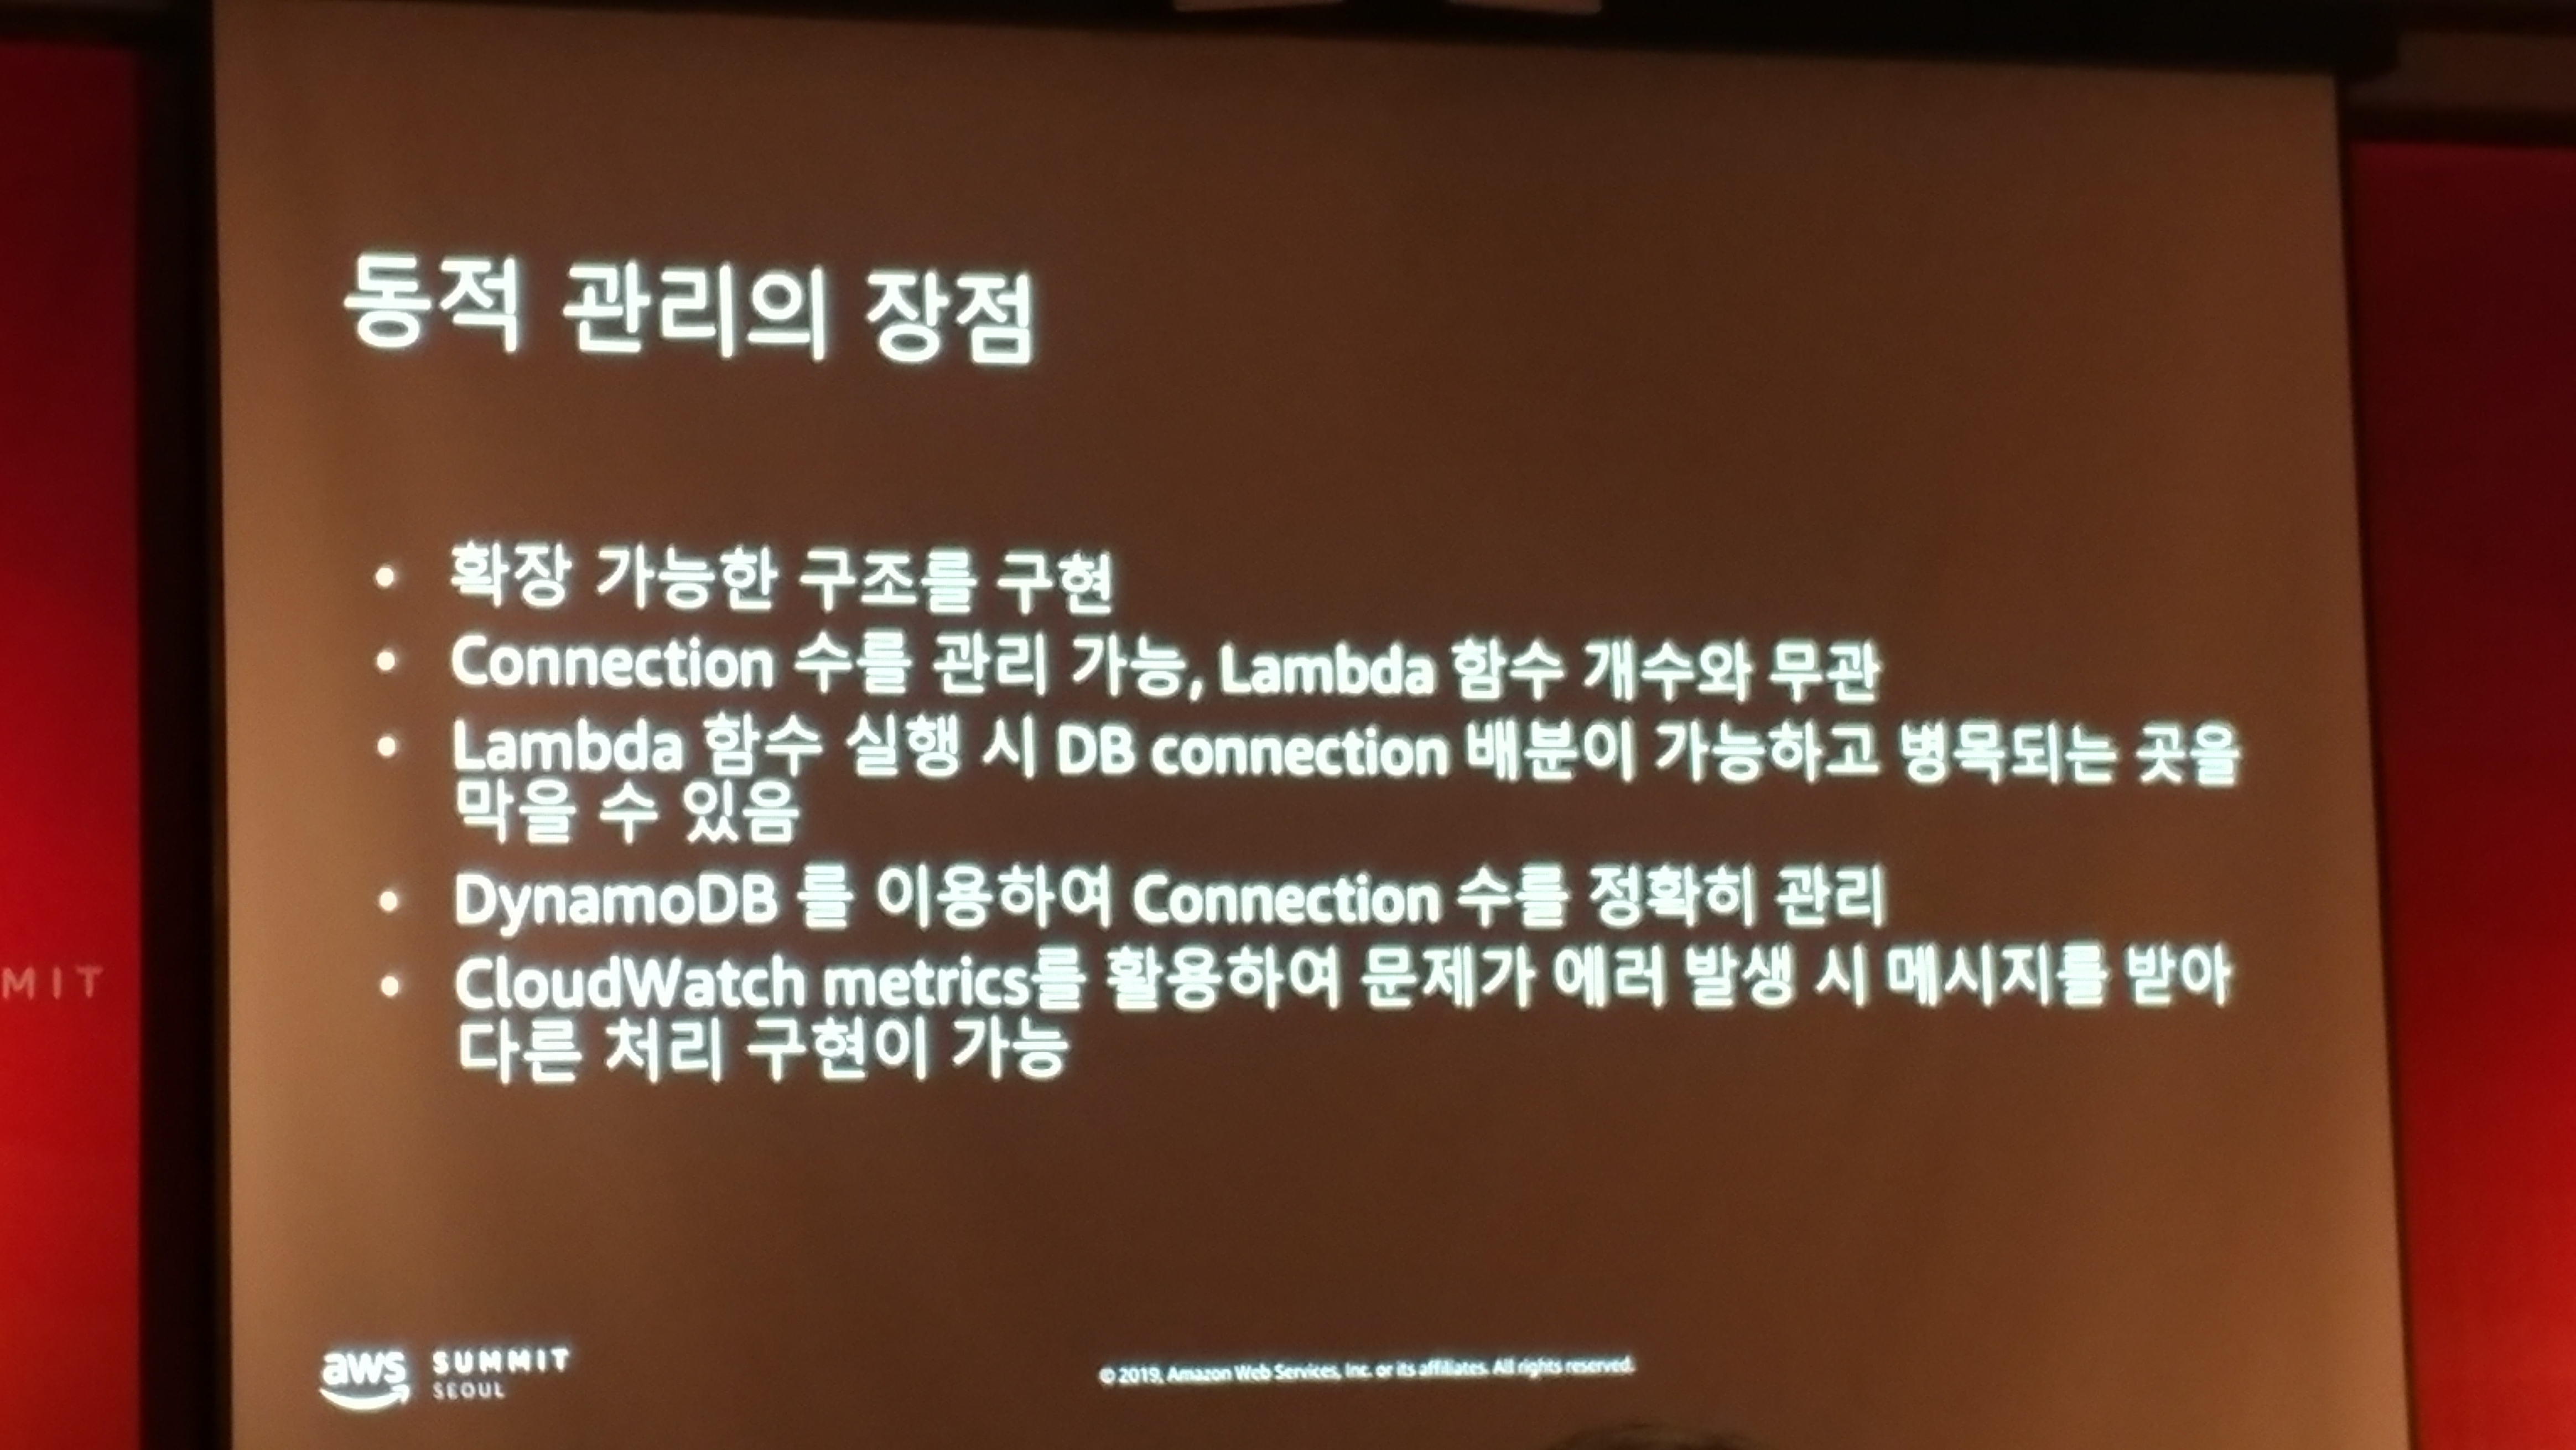 동적 관리의 장점
• 확장 가능한 구조를 구현
• Connection 수를 관리 가능, Lambda 함수 개수와 무관
• Lambda 함수 실행 시 DB connection 배분이 가능하고 병목되는 곳을
막을 수 있음
• DynamoDB 를 이용하여 Connection 수를 정확히 관리
• CloudWatch metrics를 활용하여 문제가 에러 발생 시 메시지를 받아
다른 처리 구현이 가능
MIT
aws SUMMIT
SEOUL
© 2019, Amazon Web Services, Inc. or its affiliates. All rights reserved.